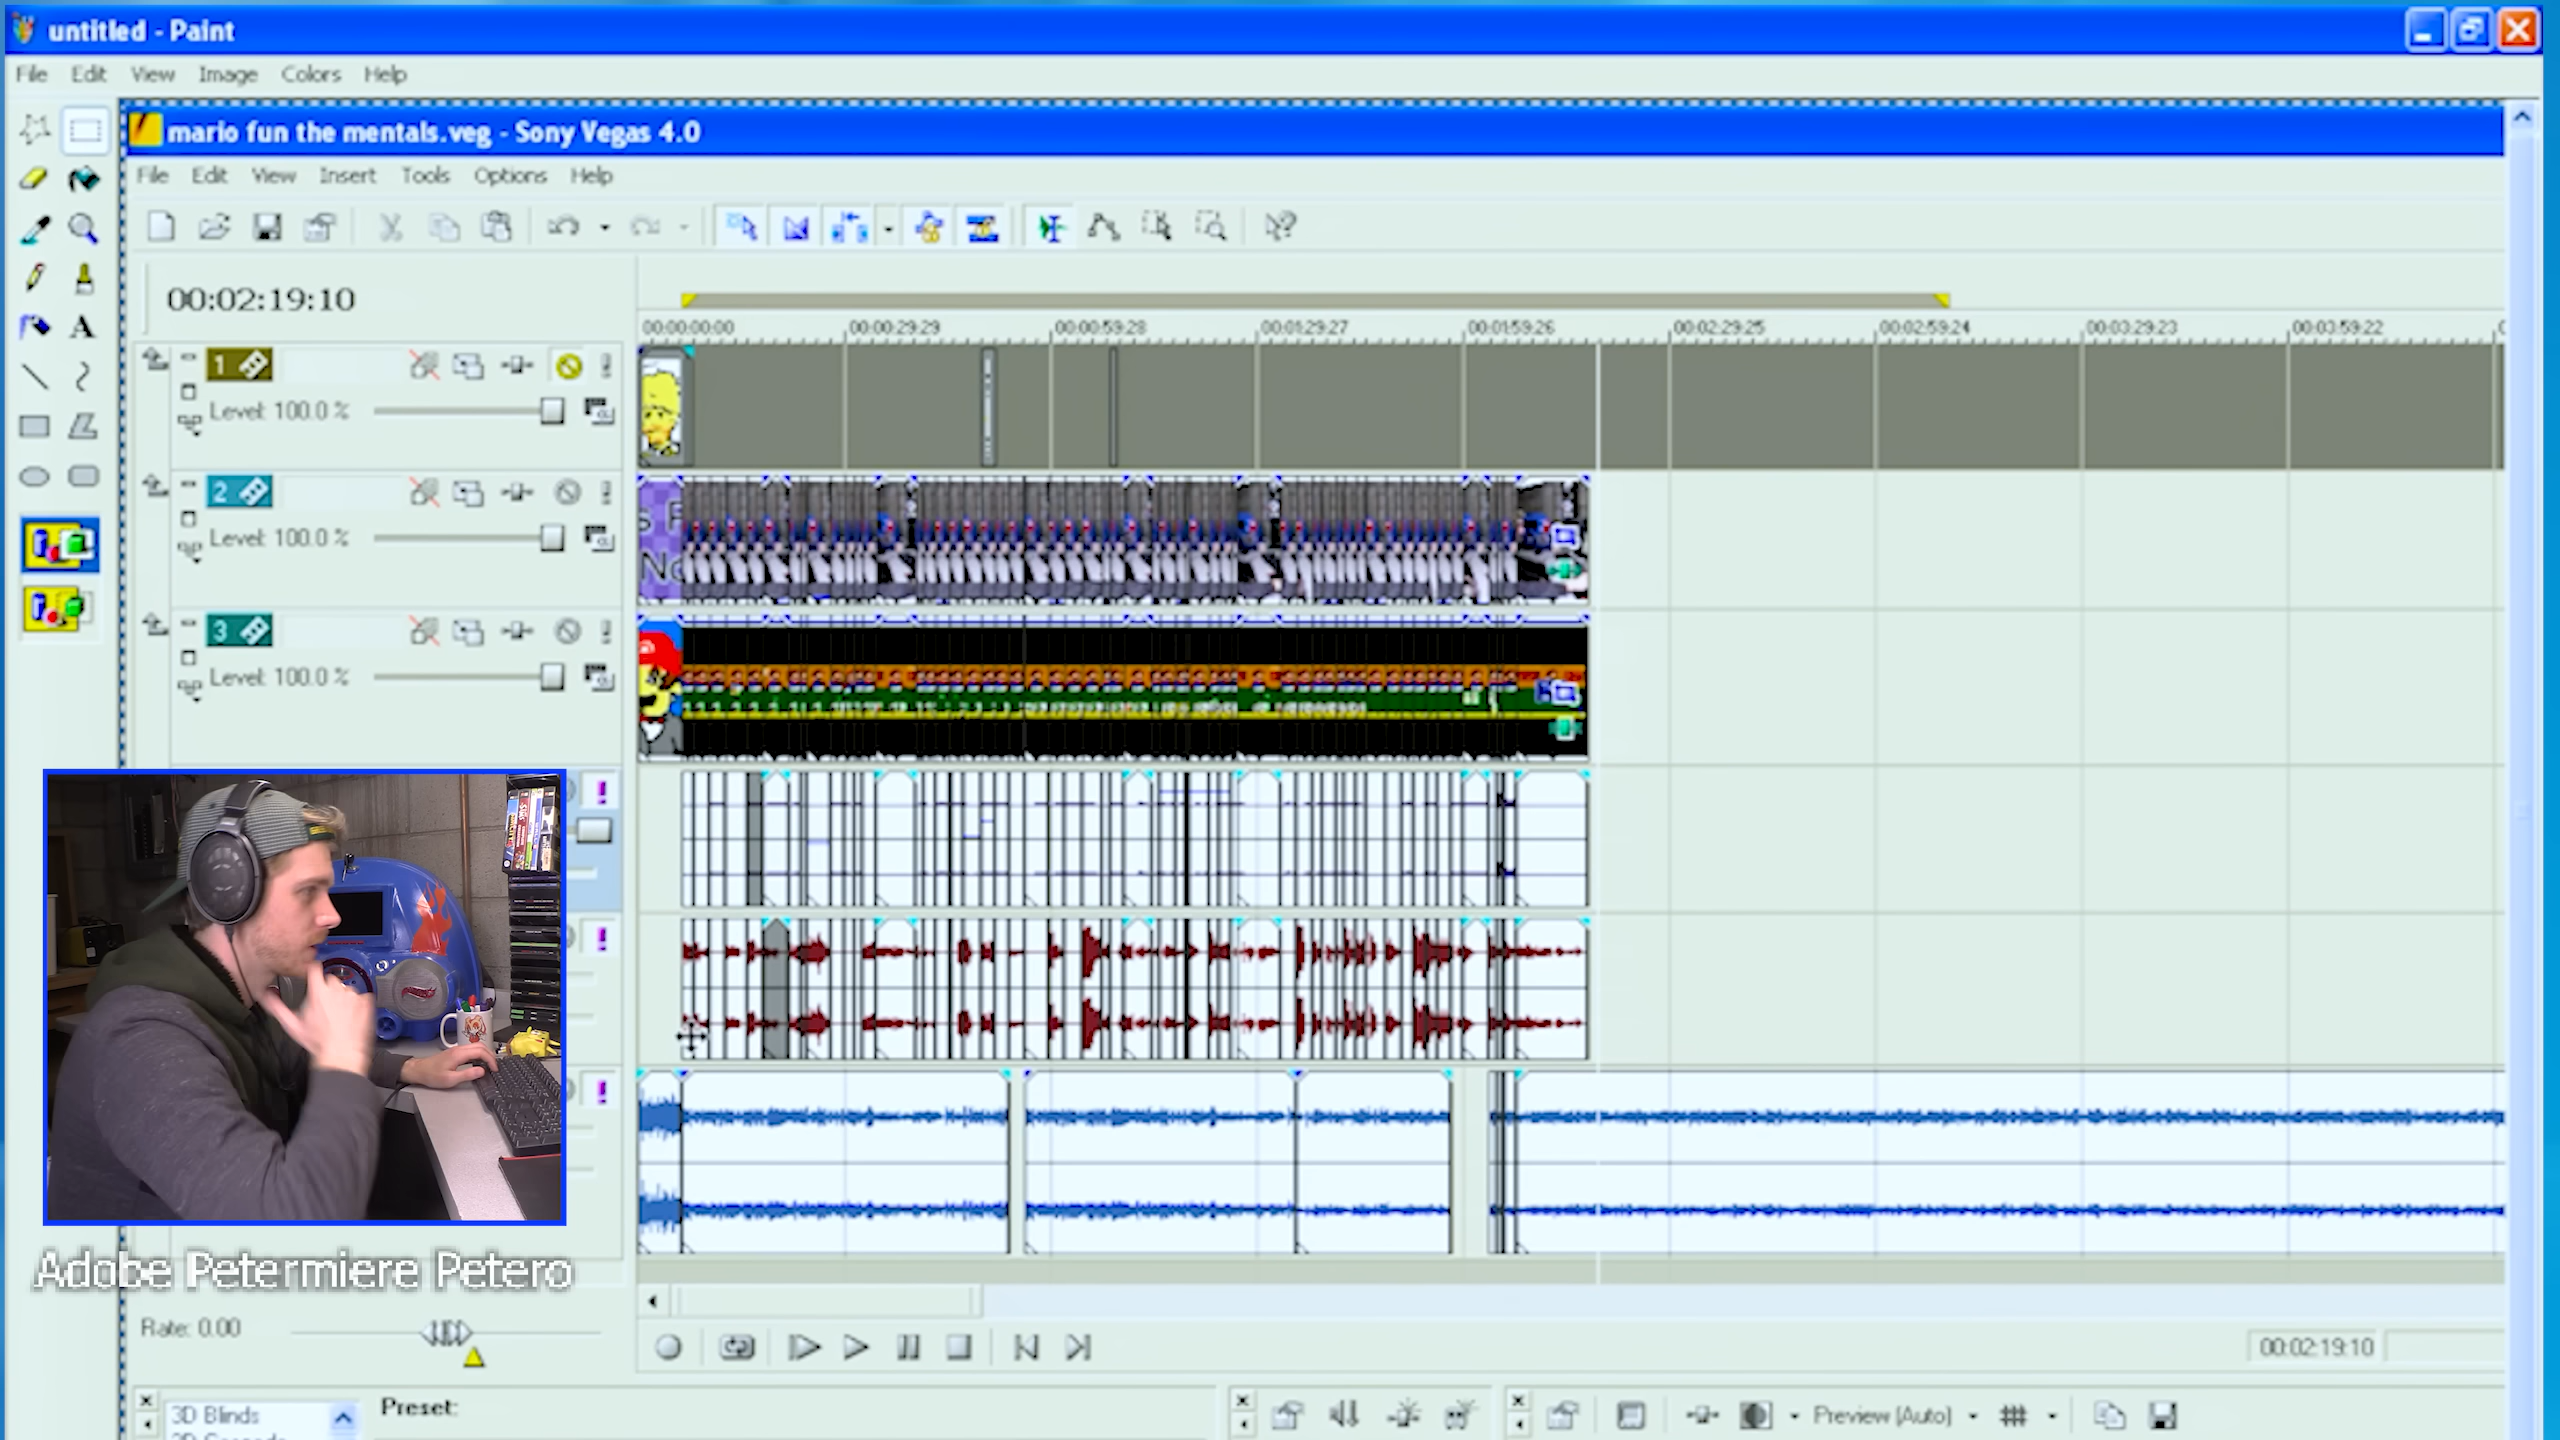 untitled - Paint
File Edit View Image Colors Help
mario fun the mentals.veg - Sony Vegas 4.0
File Edit View Insert Tools Options Help
00:02:19:10
00:00:00:00 00:00:29:29 00:00:59:28 00:01:29:27 00:01:59:26 00:02:29:25 00:02:59:24 00:03:29:23 00:03:59:22
1
Level: 100.0 %
2
Level: 100.0 %
3
Level: 100.0 %
Adobe Petermiere Petero
Rate: 0.00
00:02:19:10
3D Blinds
Preset:
Preview (Auto)